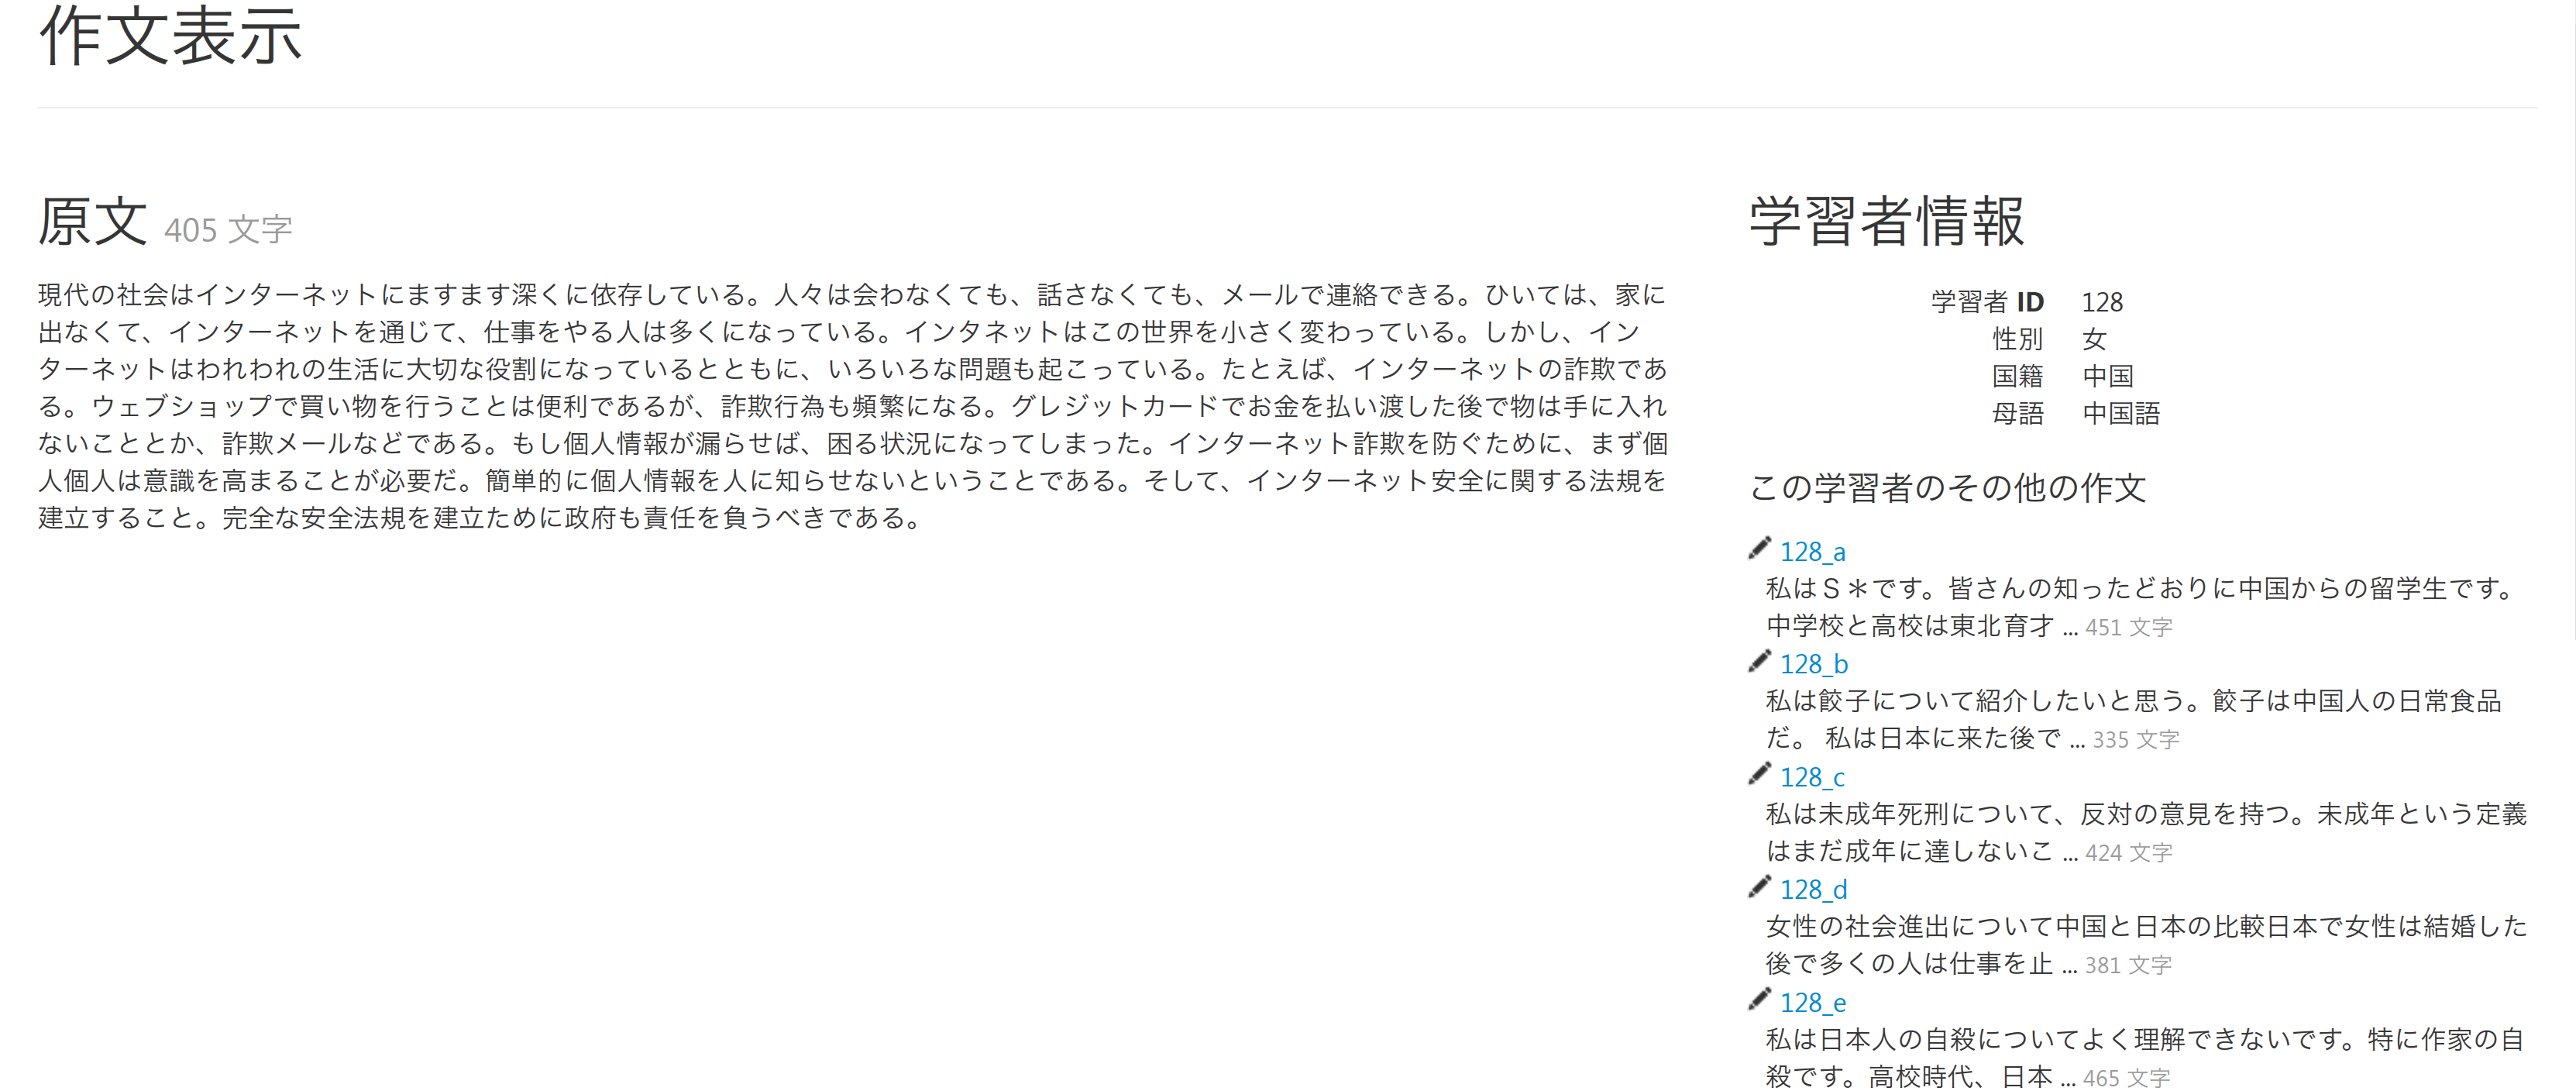 作文表示
原文 405 文字
現代の社会はインターネットにますます深くに依存している。人々は会わなくても、話さなくても、メールで連絡できる。ひいては、家に
出なくて、インターネットを通じて、仕事をやる人は多くになっている。インタネットはこの世界を小さく変わっている。しかし、イン
ターネットはわれわれの生活に大切な役割になっているとともに、いろいろな問題も起こっている。たとえば、インターネットの詐欺であ
る。ウェブショップで買い物を行うことは便利であるが、詐欺行為も頻繁になる。グレジットカードでお金を払い渡した後で物は手に入れ
ないこととか、詐欺メールなどである。もし個人情報が漏らせば、困る状況になってしまった。インターネット詐欺を防ぐために、まず個
人個人は意識を高まることが必要だ。簡単的に個人情報を人に知らせないということである。そして、インターネット安全に関する法規を
建立すること。完全な安全法規を建立ために政府も責任を負うべきである。
学習者情報
学習者 ID 128
性別 女
国籍 中国
母語 中国語
この学習者のその他の作文
128_a
私はＳ＊です。皆さんの知ったどおりに中国からの留学生です。
中学校と高校は東北育才 ... 451 文字
128_b
私は餃子について紹介したいと思う。餃子は中国人の日常食品
だ。 私は日本に来た後で ... 335 文字
128_c
私は未成年死刑について、反対の意見を持つ。未成年という定義
はまだ成年に達しないこ ... 424 文字
128_d
女性の社会進出について中国と日本の比較日本で女性は結婚した
後で多くの人は仕事を止 ... 381 文字
128_e
私は日本人の自殺についてよく理解できないです。特に作家の自
殺です。高校時代、日本 ... 465 文字